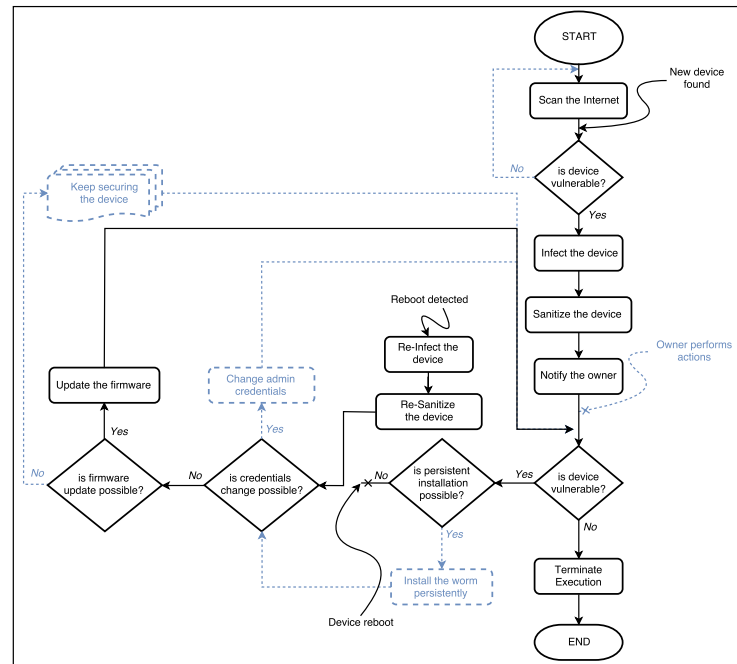 START
New device
found
Scan the Internet
No
is device
vulnerable?
Yes
Keep securing
the device
Infect the device
Reboot detected
Sanitize the device
Owner performs
actions
Re-Infect the
device
Update the firmware
Change admin
credentials
Notify the owner
Re-Sanitize
the device
Yes
Yes
No
is firmware
update possible?
No
is credentials
change possible?
No
is persistent
installation
possible?
Yes
is device
vulnerable?
Yes
No
Install the worm
persistently
Terminate
Execution
Device reboot
END